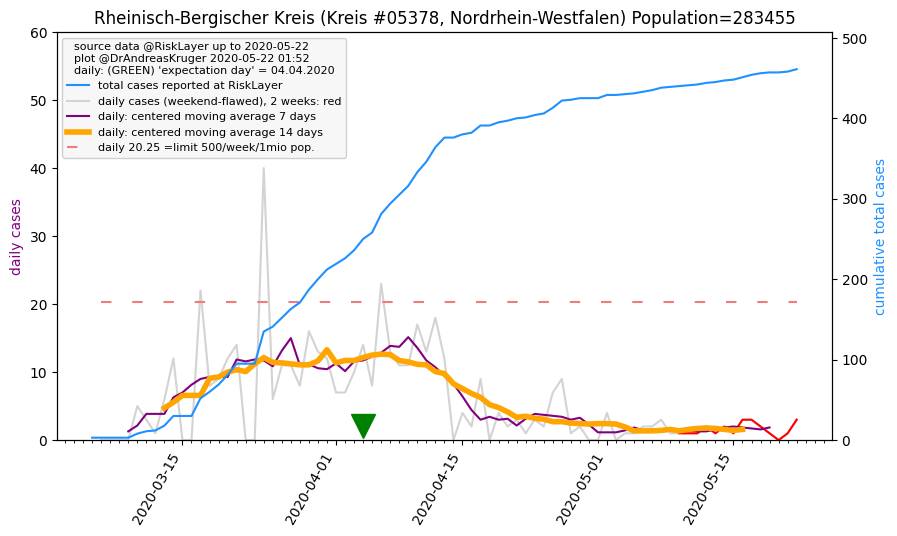 Rheinisch-Bergischer Kreis (Kreis #05378, Nordrhein-Westfalen) Population=283455
source data @RiskLayer up to 2020-05-22
plot @DrAndreasKruger 2020-05-22 01:52
daily: (GREEN) 'expectation day' = 04.04.2020
total cases reported at RiskLayer
daily cases (weekend-flawed), 2 weeks: red
daily: centered moving average 7 days
daily: centered moving average 14 days
daily 20.25 =limit 500/week/1mio pop.
daily cases
60
50
40
30
20
10
0
cumulative total cases
500
400
300
200
100
0
2020-03-15
2020-04-01
2020-04-15
2020-05-01
2020-05-15